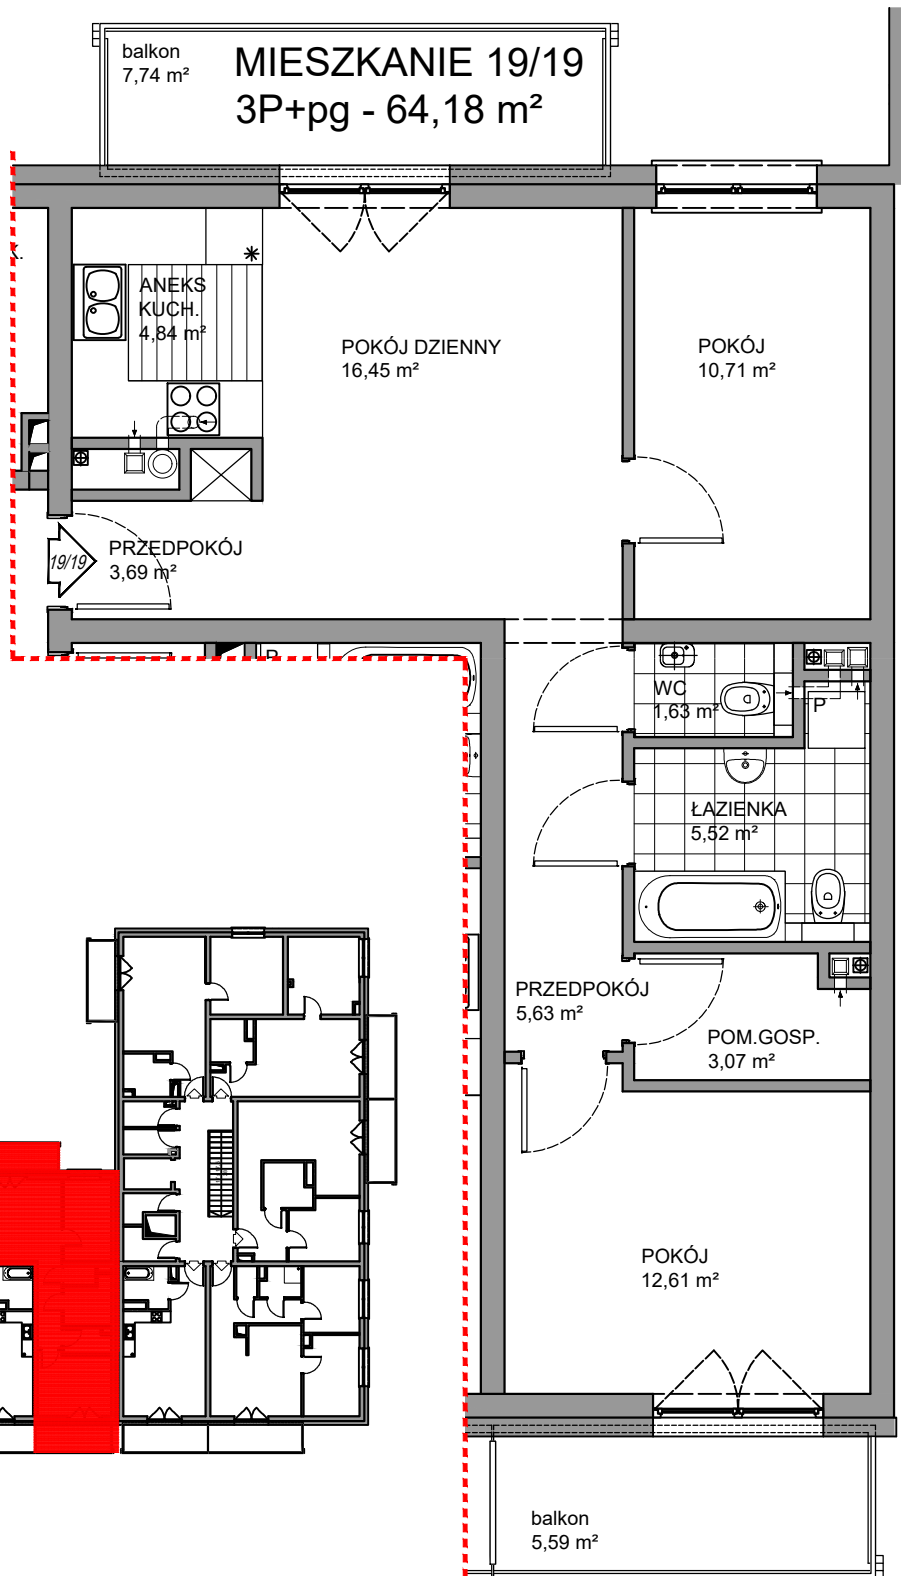 balkon
7,74 m²
MIESZKANIE 19/19
3P+pg - 64,18 m²
K.
ANEKS
KUCH.
4,84 m²
POKÓJ DZIENNY
16,45 m²
POKÓJ
10,71 m²
19/19
PRZEDPOKÓJ
3,69 m²
P
WC
1,63 m²
P
ŁAZIENKA
5,52 m²
PRZEDPOKÓJ
5,63 m²
POM.GOSP.
3,07 m²
POKÓJ
12,61 m²
balkon
5,59 m²